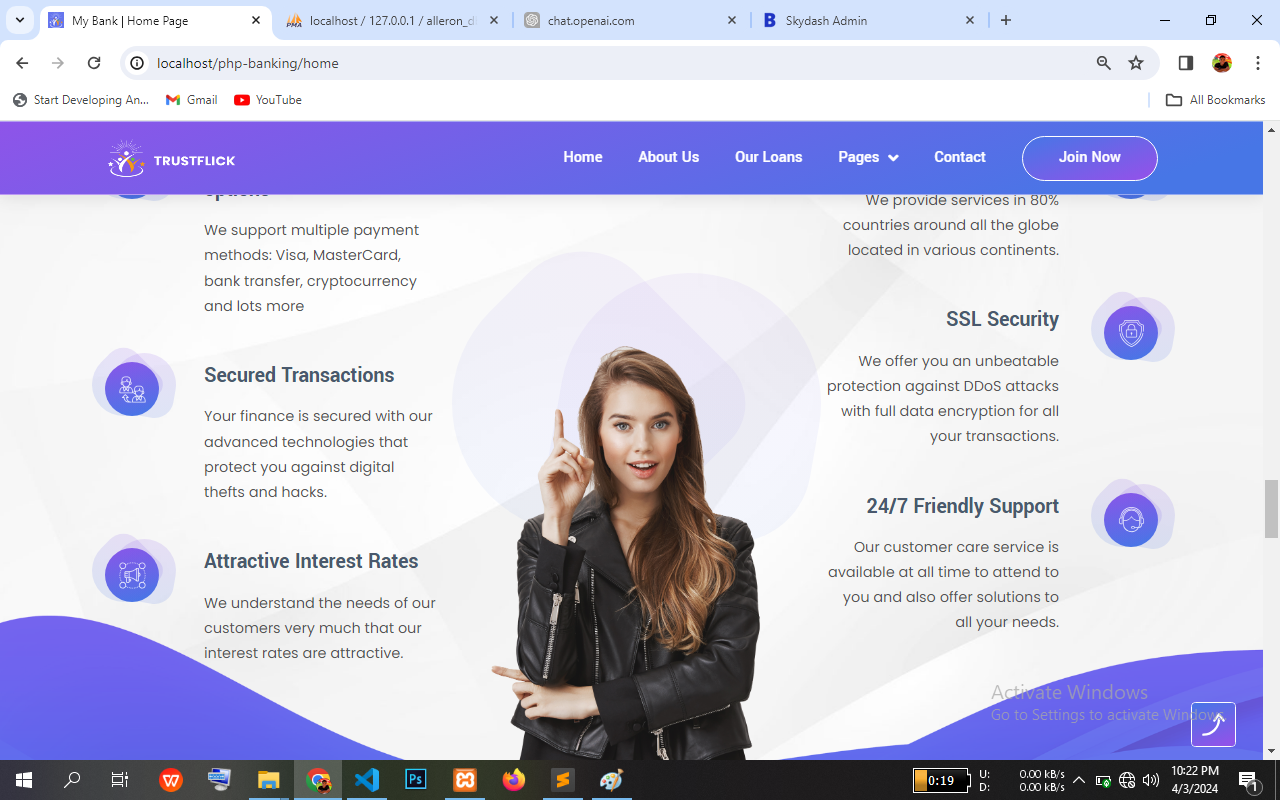 My Bank | Home Page
localhost / 127.0.0.1 / alleron_d
chat.openai.com
Skydash Admin
localhost/php-banking/home
Start Developing An...
Gmail
YouTube
All Bookmarks
TRUSTFLICK
Home
About Us
Our Loans
Pages
Contact
Join Now
We support multiple payment
methods: Visa, MasterCard,
bank transfer, cryptocurrency
and lots more
Secured Transactions
Your finance is secured with our
advanced technologies that
protect you against digital
thefts and hacks.
Attractive Interest Rates
We understand the needs of our
customers very much that our
interest rates are attractive.
We provide services in 80%
countries around all the globe
located in various continents.
SSL Security
We offer you an unbeatable
protection against DDoS attacks
with full data encryption for all
your transactions.
24/7 Friendly Support
Our customer care service is
available at all time to attend to
you and also offer solutions to
all your needs.
Activate Windows
Go to Settings to activate Windows.
0:19
U: 0.00 kB/s
D: 0.00 kB/s
10:22 PM
4/3/2024
1